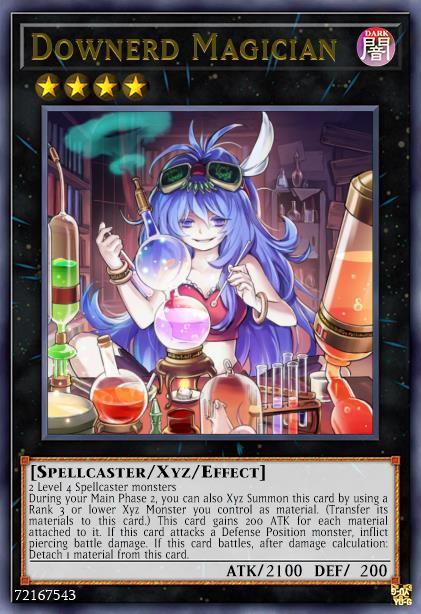 DOWNERD MAGICIAN
DARK
闇
[SPELLCASTER/XYZ/EFFECT]
2 Level 4 Spellcaster monsters
During your Main Phase 2, you can also Xyz Summon this card by using a
Rank 3 or lower Xyz Monster you control as material. (Transfer its
materials to this card.) This card gains 200 ATK for each material
attached to it. If this card attacks a Defense Position monster, inflict
piercing battle damage. If this card battles, after damage calculation:
Detach 1 material from this card.
ATK/2100 DEF/ 200
72167543